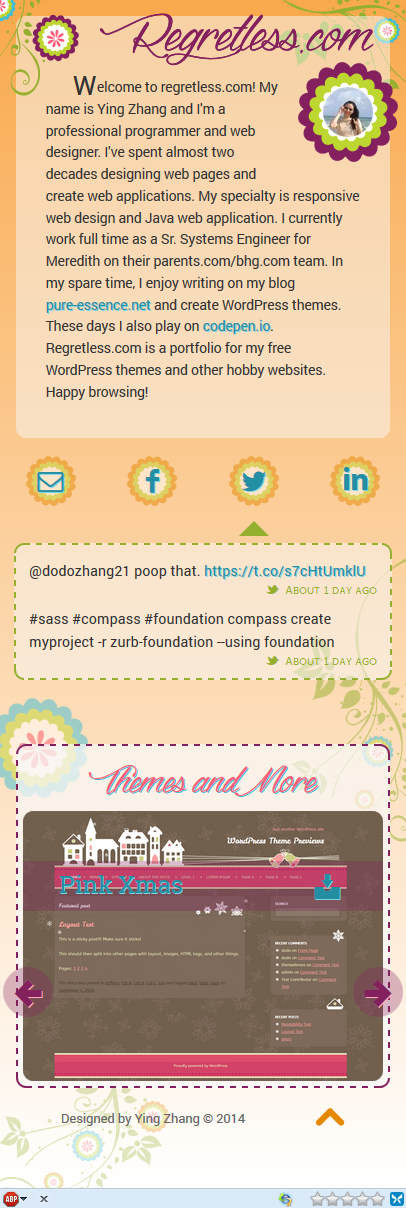 Regretless.com
Welcome to regretless.com! My
name is Ying Zhang and I'm a
professional programmer and web
designer. I've spent almost two
decades designing web pages and
create web applications. My specialty is responsive
web design and Java web application. I currently
work full time as a Sr. Systems Engineer for
Meredith on their parents.com/bhg.com team. In
my spare time, I enjoy writing on my blog
pure-essence.net and create WordPress themes.
These days I also play on codepen.io.
Regretless.com is a portfolio for my free
WordPress themes and other hobby websites.
Happy browsing!
@dodozhang21 poop that. https://t.co/s7cHtUmklU
ABOUT 1 DAY AGO
#sass #compass #foundation compass create
myproject -r zurb-foundation --using foundation
ABOUT 1 DAY AGO
Themes and More
Just another WordPress site
WordPress Theme Previews
Pink Xmas
SEARCH
Featured post
Layout Test
This is a sticky post!!! Make sure it sticks!
This should then split into other pages with layout, images, HTML tags, and other things.
Pages: 1 2 3 4
RECENT COMMENTS
RECENT POSTS
Readability Test
Layout Test
Proudly powered by WordPress
Designed by Ying Zhang © 2014
ABP